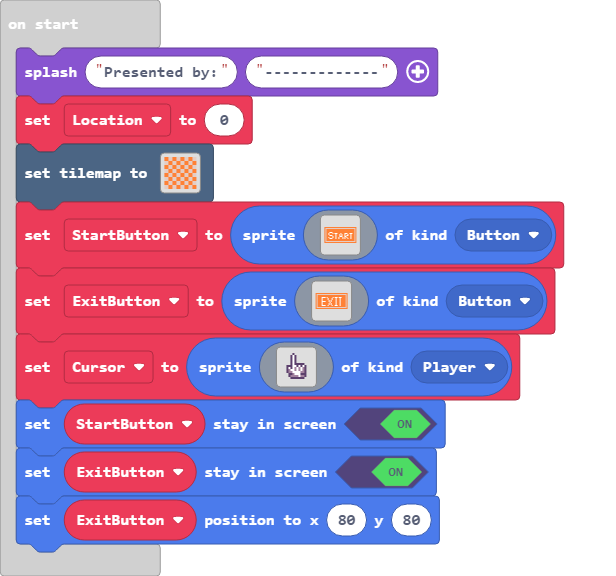 on start
splash "Presented by:" "-------------" +
set Location to 0
set tilemap to
set StartButton to sprite START of kind Button
set ExitButton to sprite EXIT of kind Button
set Cursor to sprite of kind Player
set StartButton stay in screen ON
set ExitButton stay in screen ON
set ExitButton position to x 80 y 80